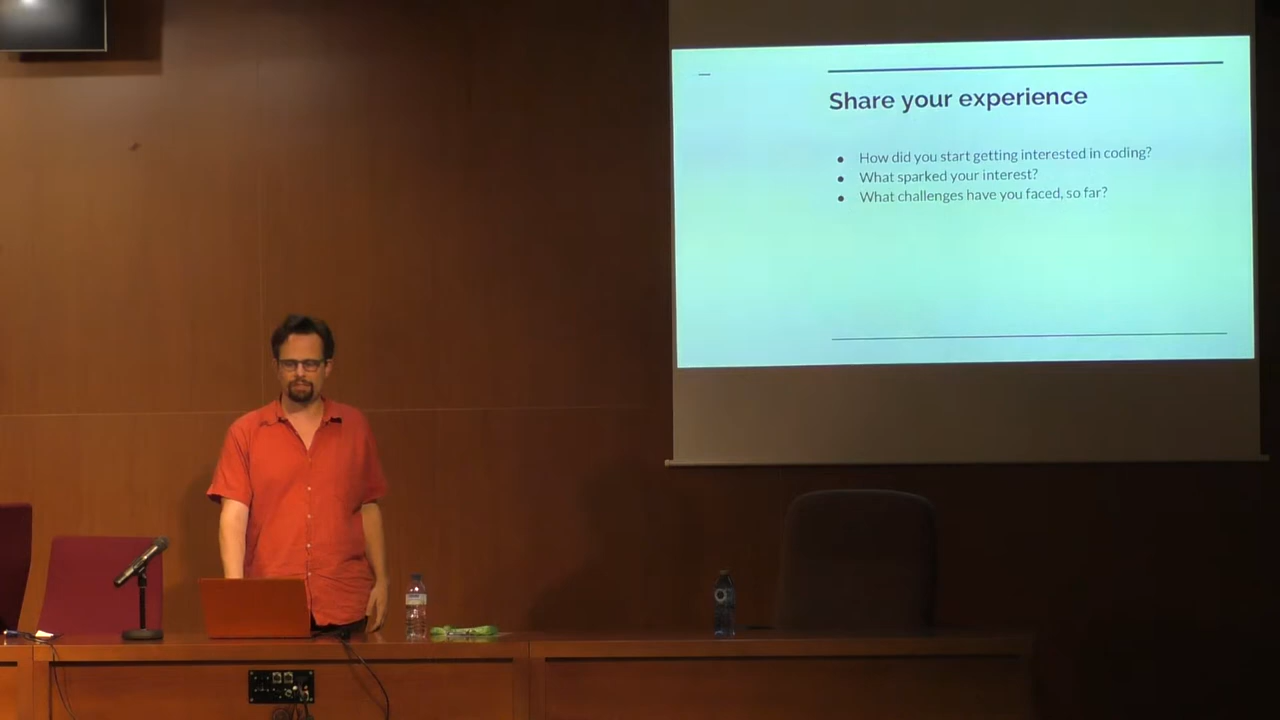 Share your experience
● How did you start getting interested in coding?
● What sparked your interest?
● What challenges have you faced, so far?